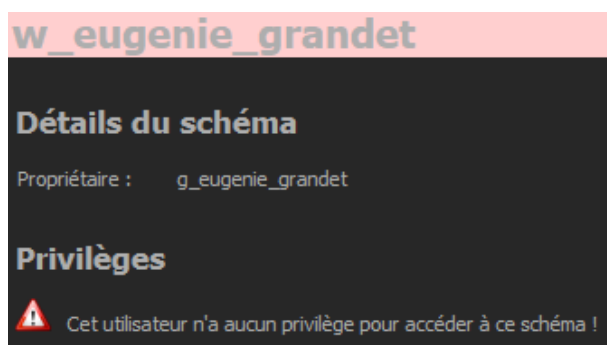 w_eugenie_grandet
Détails du schéma
Propriétaire : g_eugenie_grandet
Privilèges
Cet utilisateur n'a aucun privilège pour accéder à ce schéma !